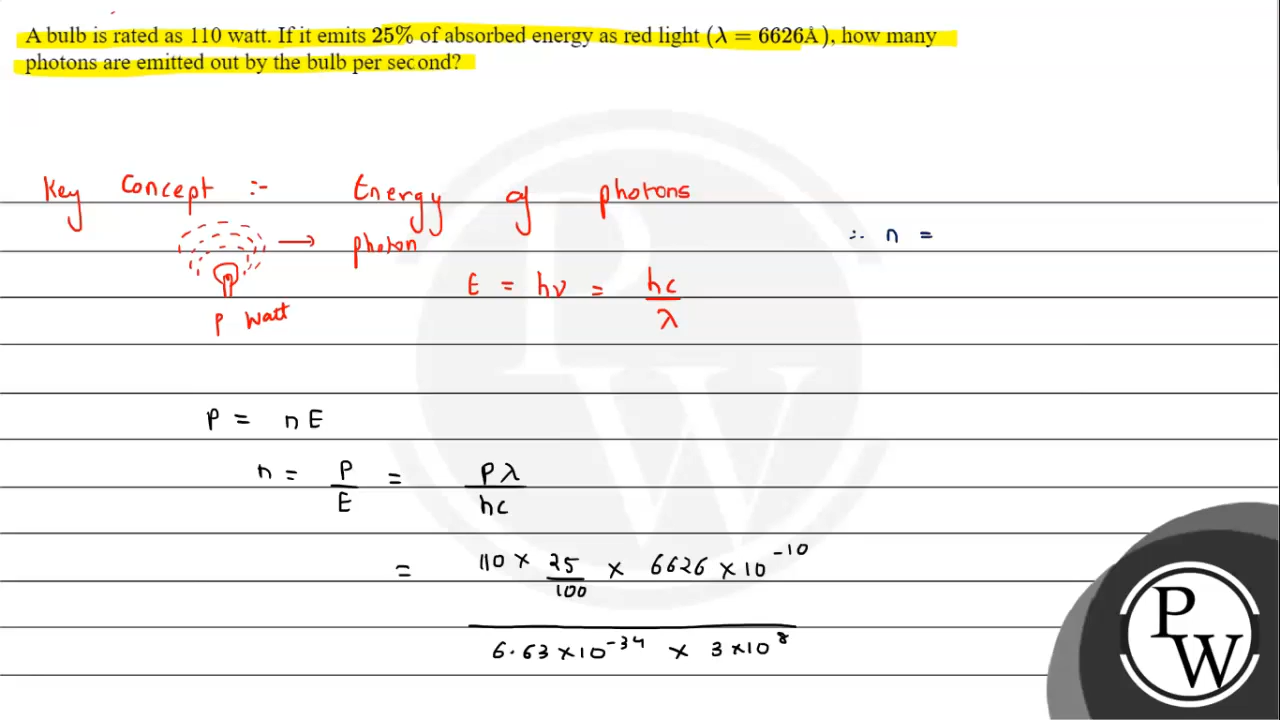 A bulb is rated as 110 watt. If it emits 25% of absorbed energy as red light (λ = 6626Å), how many
photons are emitted out by the bulb per second?
Key Concept :- Energy of photons
photon
P watt
E = hν = hc/λ
∴ n =
P = nE
n = P/E = Pλ/hc
= 110 × 25/100 × 6626 × 10^-10
6.63 × 10^-34 × 3 × 10^8
P
W
P
W